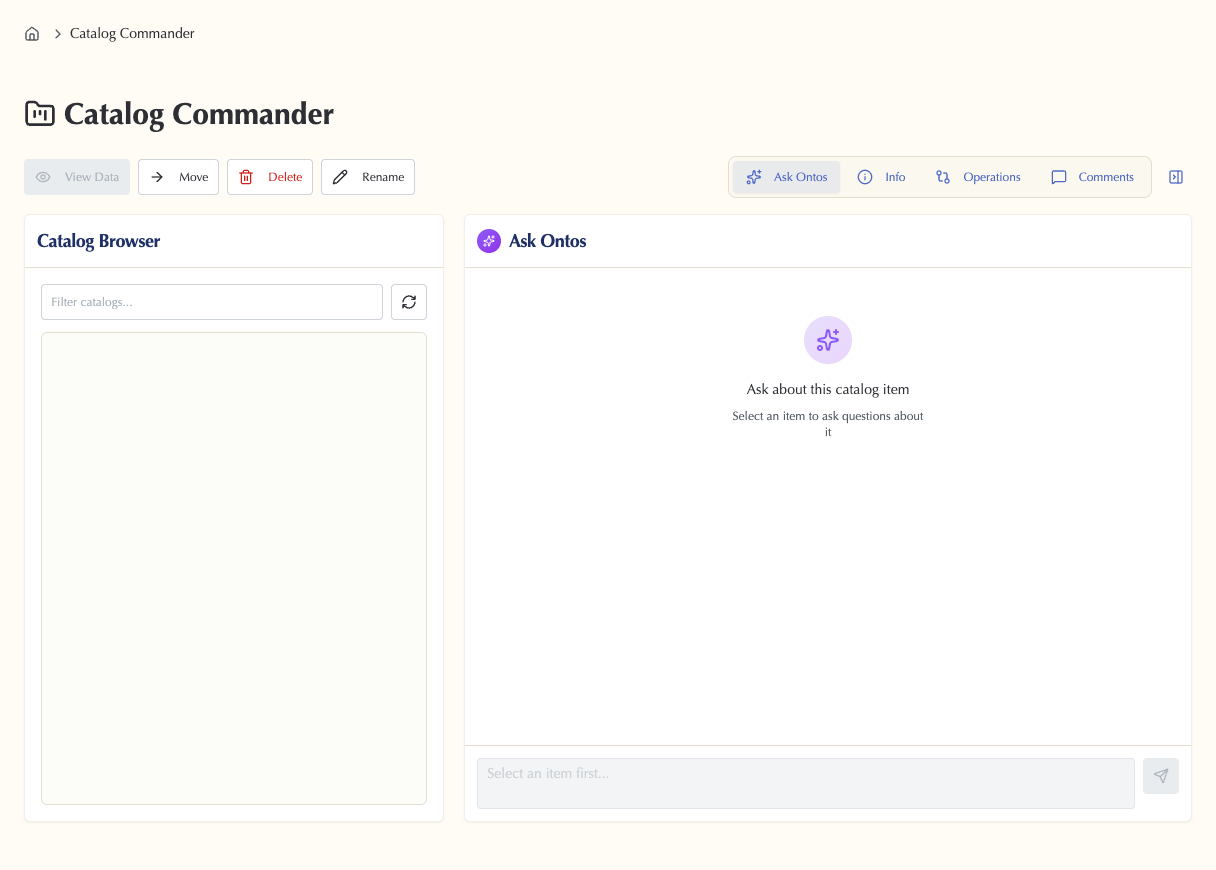 Catalog Commander
Catalog Commander
View Data
Move
Delete
Rename
Ask Ontos
Info
Operations
Comments
Catalog Browser
Filter catalogs...
Ask Ontos
Ask about this catalog item
Select an item to ask questions about
it
Select an item first...